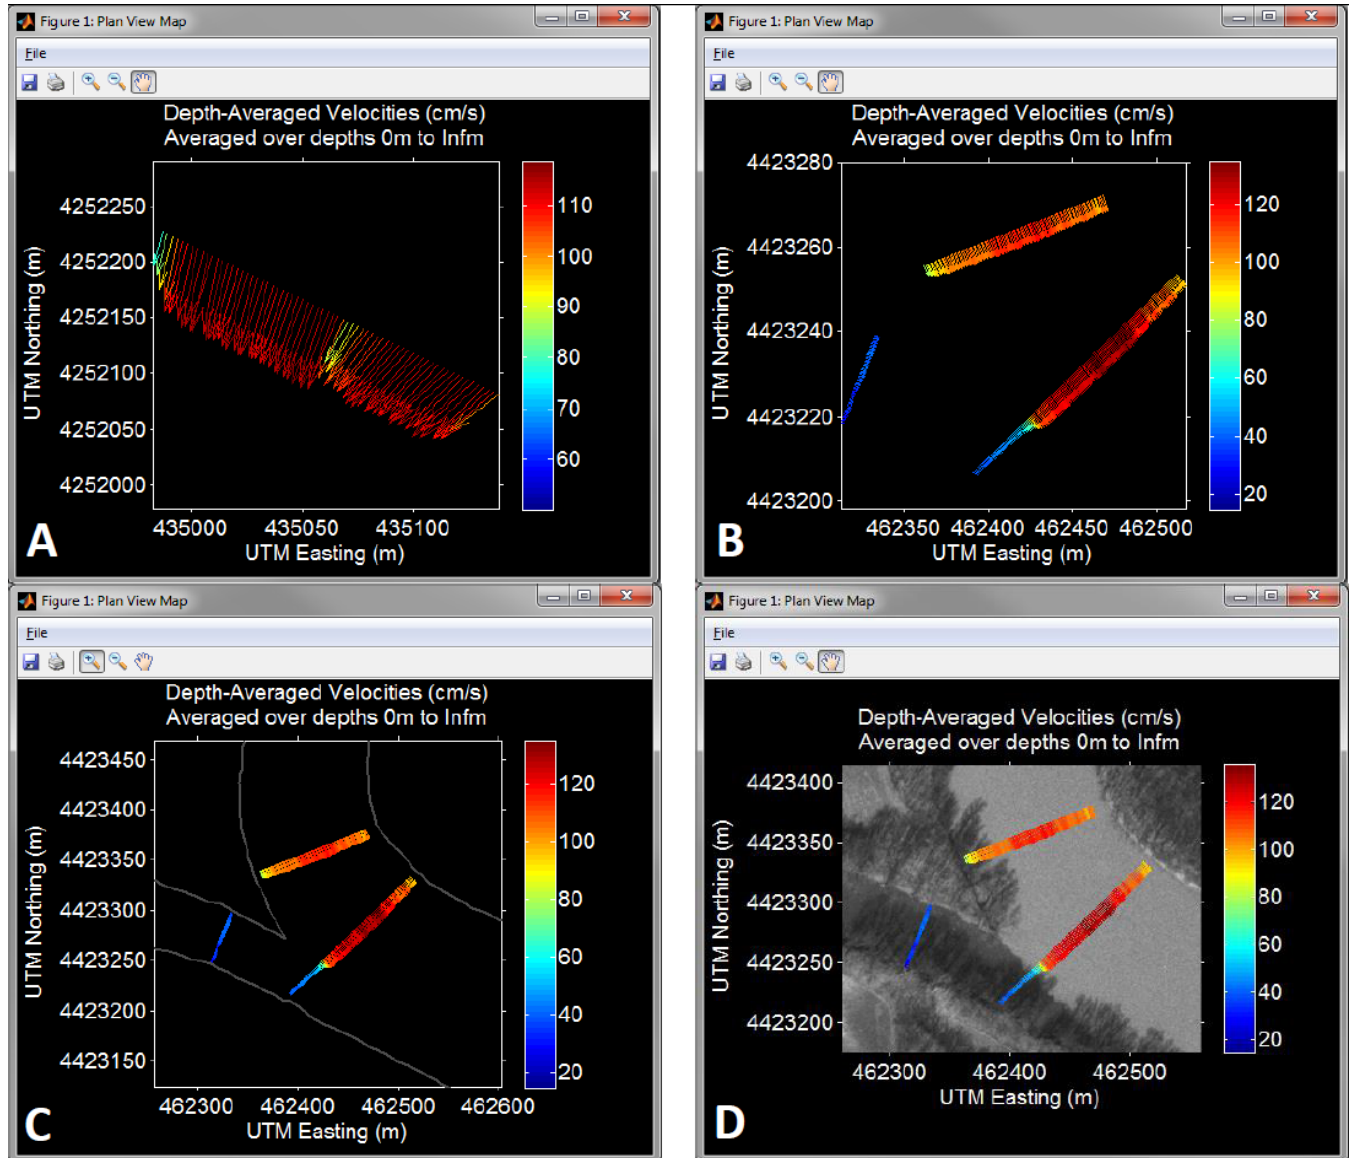 Figure 1: Plan View Map
File
Depth-Averaged Velocities (cm/s)
Averaged over depths 0m to Infm
UTM Northing (m)
4252250
4252200
4252150
4252100
4252050
4252000
435000 435050 435100
UTM Easting (m)
110
100
90
80
70
60
A
Figure 1: Plan View Map
File
Depth-Averaged Velocities (cm/s)
Averaged over depths 0m to Infm
UTM Northing (m)
4423280
4423260
4423240
4423220
4423200
462350 462400 462450 462500
UTM Easting (m)
120
100
80
60
40
20
B
Figure 1: Plan View Map
File
Depth-Averaged Velocities (cm/s)
Averaged over depths 0m to Infm
UTM Northing (m)
4423450
4423400
4423350
4423300
4423250
4423200
4423150
462300 462400 462500 462600
UTM Easting (m)
120
100
80
60
40
20
C
Figure 1: Plan View Map
File
Depth-Averaged Velocities (cm/s)
Averaged over depths 0m to Infm
UTM Northing (m)
4423400
4423350
4423300
4423250
4423200
462300 462400 462500
UTM Easting (m)
120
100
80
60
40
20
D